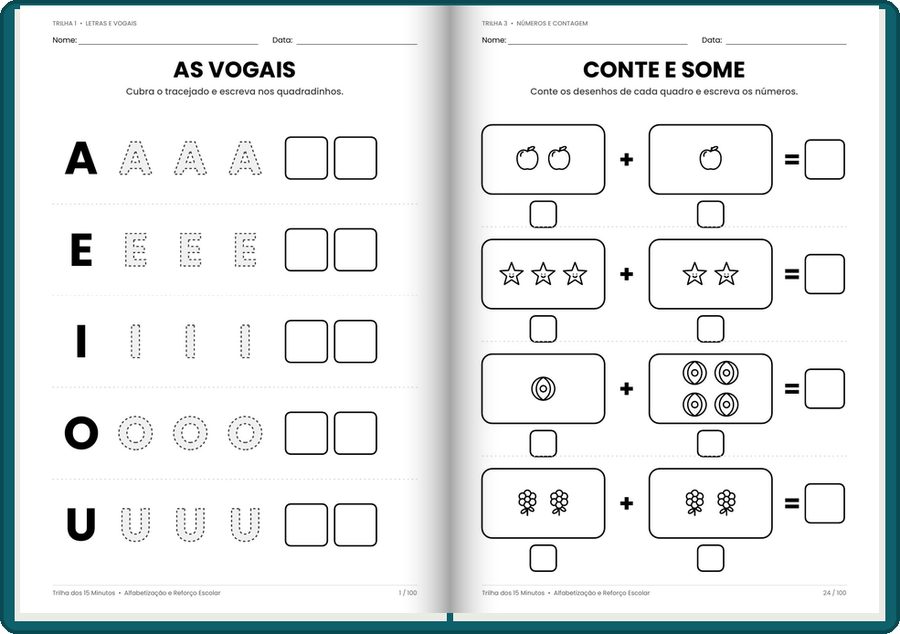 TRILHA 1 • LETRAS E VOGAIS
Nome: Data:
AS VOGAIS
Cubra o tracejado e escreva nos quadradinhos.
A A A A
E E E E
I I I I
O O O O
U U U U
Trilha dos 15 Minutos • Alfabetização e Reforço Escolar 1 / 100
TRILHA 3 • NÚMEROS E CONTAGEM
Nome: Data:
CONTE E SOME
Conte os desenhos de cada quadro e escreva os números.
+ =
+ =
+ =
+ =
Trilha dos 15 Minutos • Alfabetização e Reforço Escolar 24 / 100